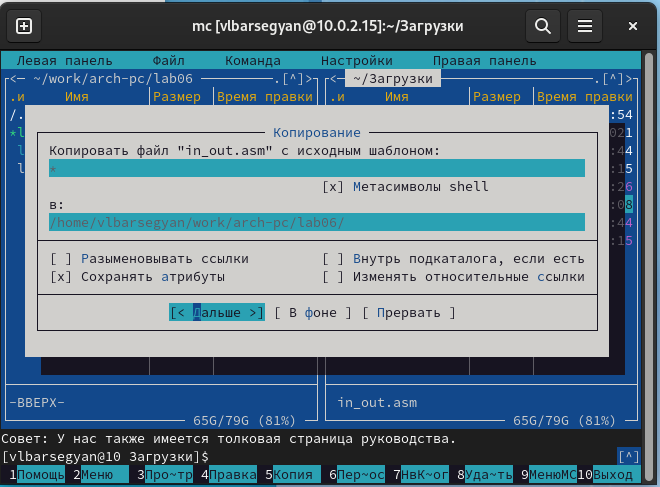 mc [vlbarsegyan@10.0.2.15]:~/Загрузки
Левая панель Файл Команда Настройки Правая панель
<— ~/work/arch-pc/lab06 .[^]> <— ~/Загрузки .[^]>
.и Имя Размер Время правки .и Имя Размер Время правки
/. :54
*l 021
l :44
l :15
:26
:08
:44
:15
Копирование
Копировать файл "in_out.asm" с исходным шаблоном:
*
[x] Метасимволы shell
в:
/home/vlbarsegyan/work/arch-pc/lab06/
[ ] Разыменовывать ссылки [ ] Внутрь подкаталога, если есть
[x] Сохранять атрибуты [ ] Изменять относительные ссылки
[< Дальше >] [ В фоне ] [ Прервать ]
-ВВЕРХ- in_out.asm
65G/79G (81%) 65G/79G (81%)
Совет: У нас также имеется толковая страница руководства.
[vlbarsegyan@10 Загрузки]$ [^]
1Помощь 2Меню 3Про~тр 4Правка 5Копия 6Пер~ос 7НвК~ог 8Уда~ть 9МенюMC 10Выход